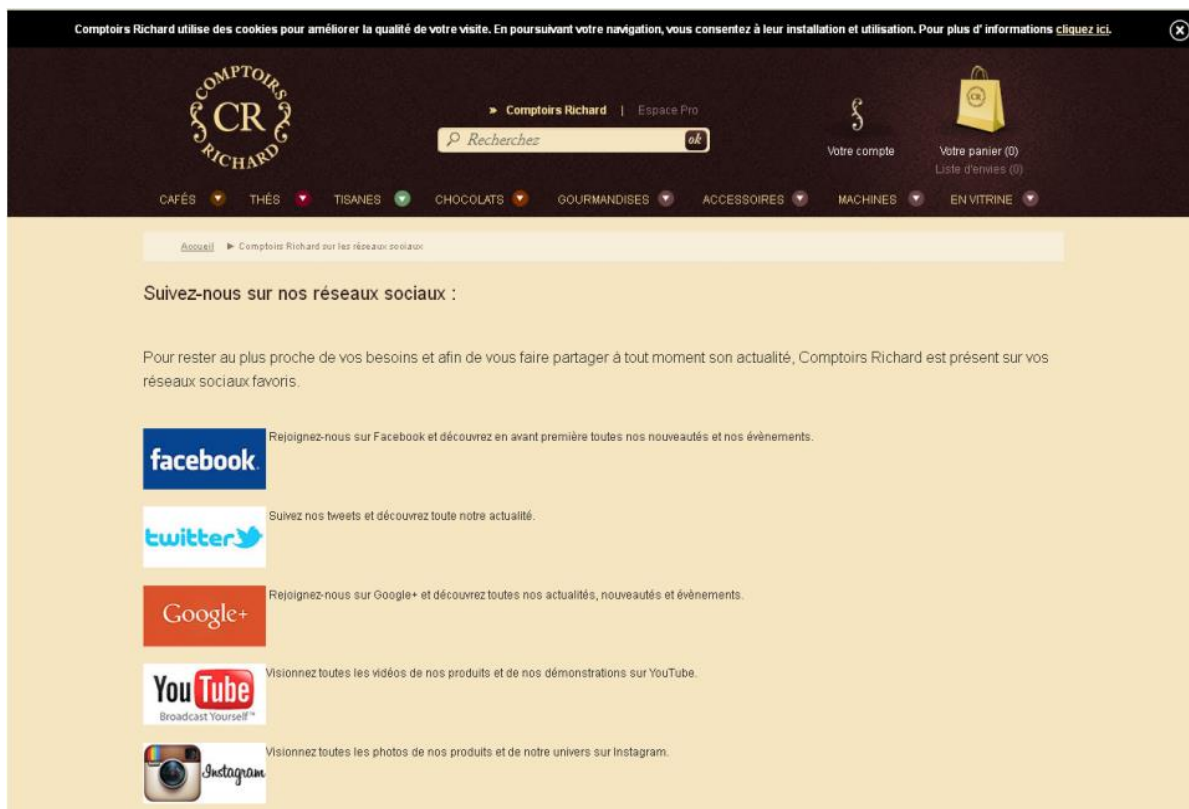 Comptoirs Richard utilise des cookies pour améliorer la qualité de votre visite. En poursuivant votre navigation, vous consentez à leur installation et utilisation. Pour plus d' informations cliquez ici.
COMPTOIRS
CR
RICHARD
» Comptoirs Richard | Espace Pro
Recherchez ok
Votre compte
CR
Votre panier (0)
Liste d'envies (0)
CAFÉS THÉS TISANES CHOCOLATS GOURMANDISES ACCESSOIRES MACHINES EN VITRINE
Accueil ► Comptoirs Richard sur les réseaux sociaux
Suivez-nous sur nos réseaux sociaux :
Pour rester au plus proche de vos besoins et afin de vous faire partager à tout moment son actualité, Comptoirs Richard est présent sur vos
réseaux sociaux favoris.
facebook.
Rejoignez-nous sur Facebook et découvrez en avant première toutes nos nouveautés et nos évènements.
twitter
Suivez nos tweets et découvrez toute notre actualité.
Google+
Rejoignez-nous sur Google+ et découvrez toutes nos actualités, nouveautés et évènements.
YouTube
Broadcast Yourself™
Visionnez toutes les vidéos de nos produits et de nos démonstrations sur YouTube.
Instagram
Visionnez toutes les photos de nos produits et de notre univers sur Instagram.